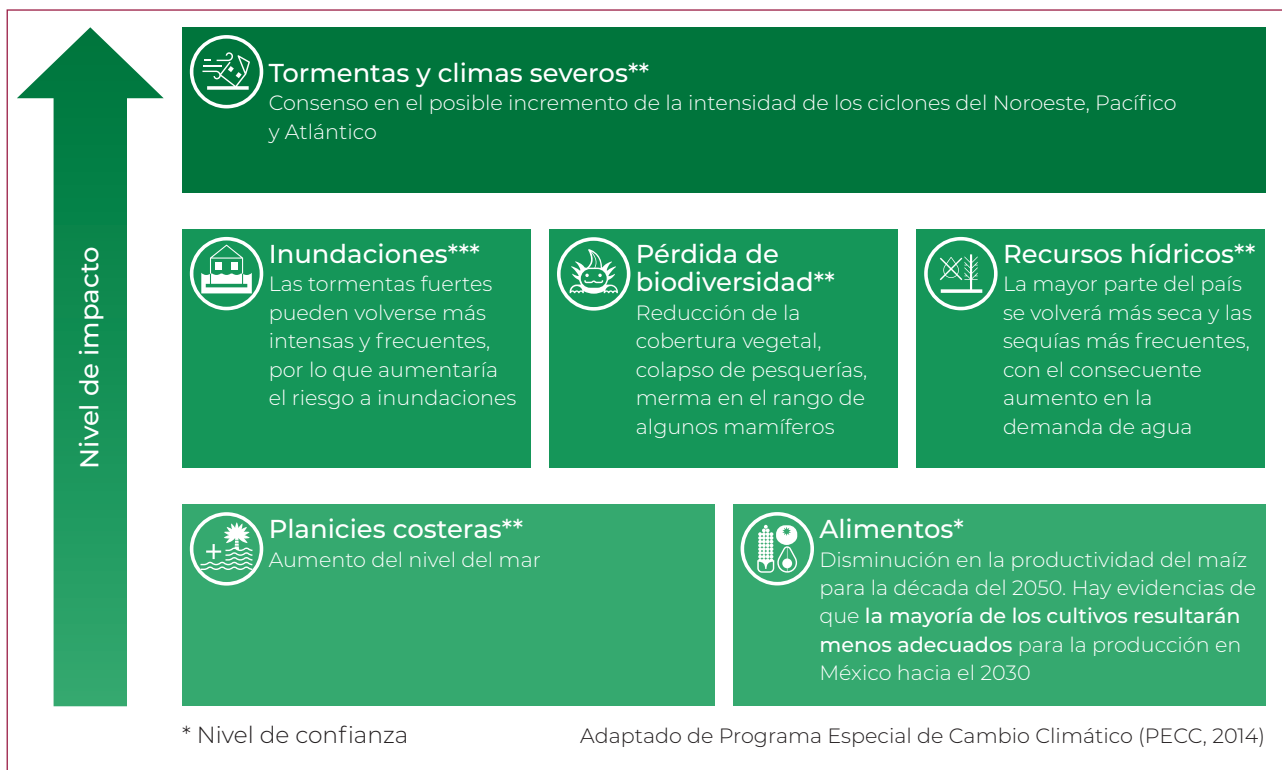 Nivel de impacto
Tormentas y climas severos**
Consenso en el posible incremento de la intensidad de los ciclones del Noroeste, Pacífico
y Atlántico
Inundaciones***
Las tormentas fuertes
pueden volverse más
intensas y frecuentes,
por lo que aumentaría
el riesgo a inundaciones
Pérdida de
biodiversidad**
Reducción de la
cobertura vegetal,
colapso de pesquerías,
merma en el rango de
algunos mamíferos
Recursos hídricos**
La mayor parte del país
se volverá más seca y las
sequías más frecuentes,
con el consecuente
aumento en la
demanda de agua
Planicies costeras**
Aumento del nivel del mar
Alimentos*
Disminución en la productividad del maíz
para la década del 2050. Hay evidencias de
que la mayoría de los cultivos resultarán
menos adecuados para la producción en
México hacia el 2030
* Nivel de confianza
Adaptado de Programa Especial de Cambio Climático (PECC, 2014)